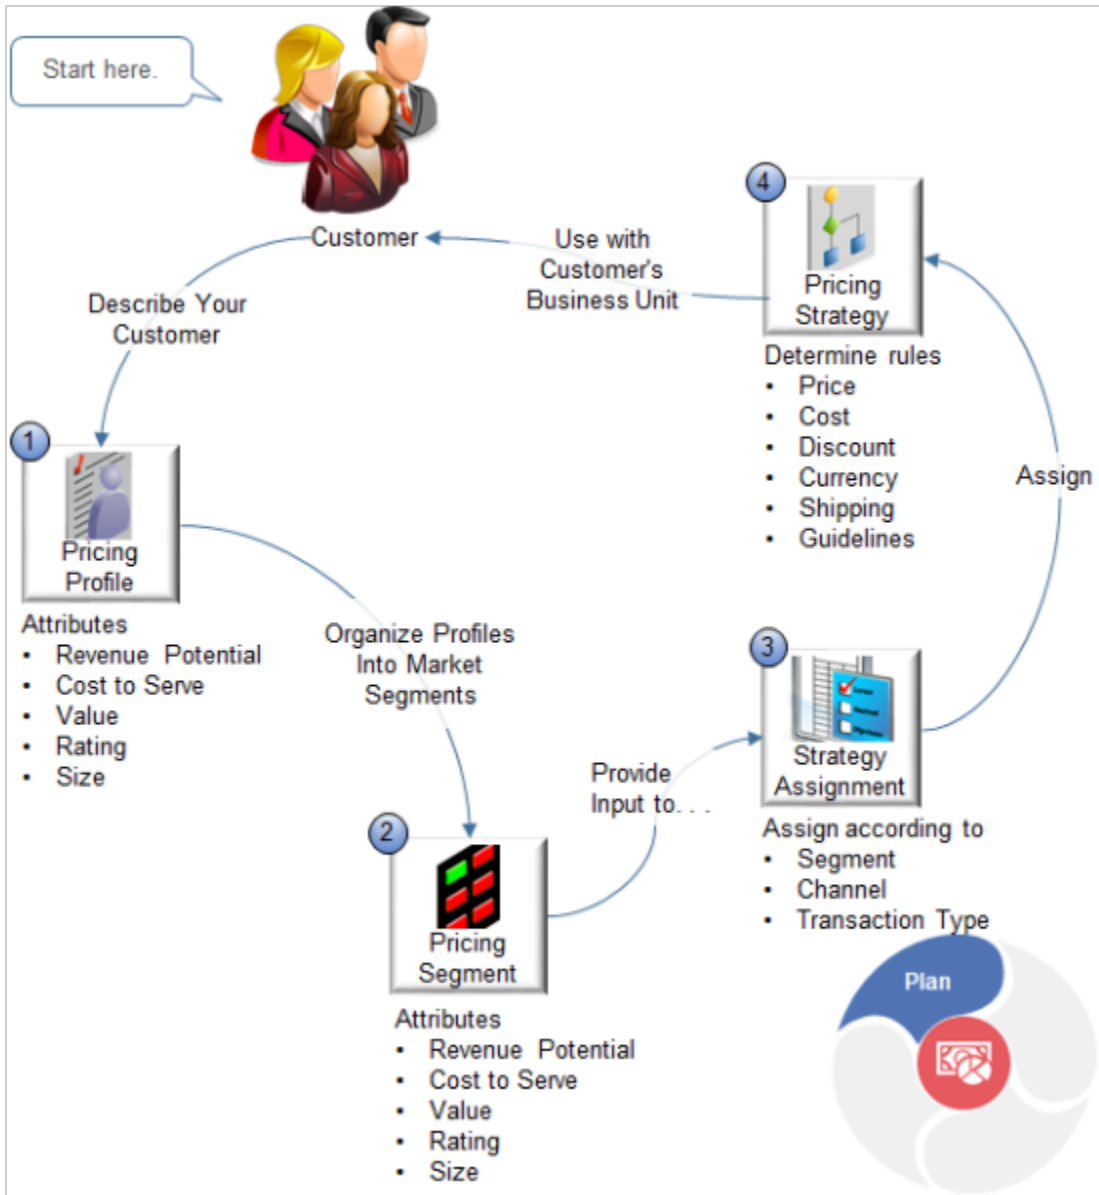 Start here.
Customer
Describe Your
Customer
Use with
Customer's
Business Unit
4
Pricing
Strategy
Determine rules
• Price
• Cost
• Discount
• Currency
• Shipping
• Guidelines
Assign
1
Pricing
Profile
Attributes
• Revenue Potential
• Cost to Serve
• Value
• Rating
• Size
Organize Profiles
Into Market
Segments
2
Pricing
Segment
Attributes
• Revenue Potential
• Cost to Serve
• Value
• Rating
• Size
Provide
Input to. . .
3
Strategy
Assignment
Assign according to
• Segment
• Channel
• Transaction Type
Plan